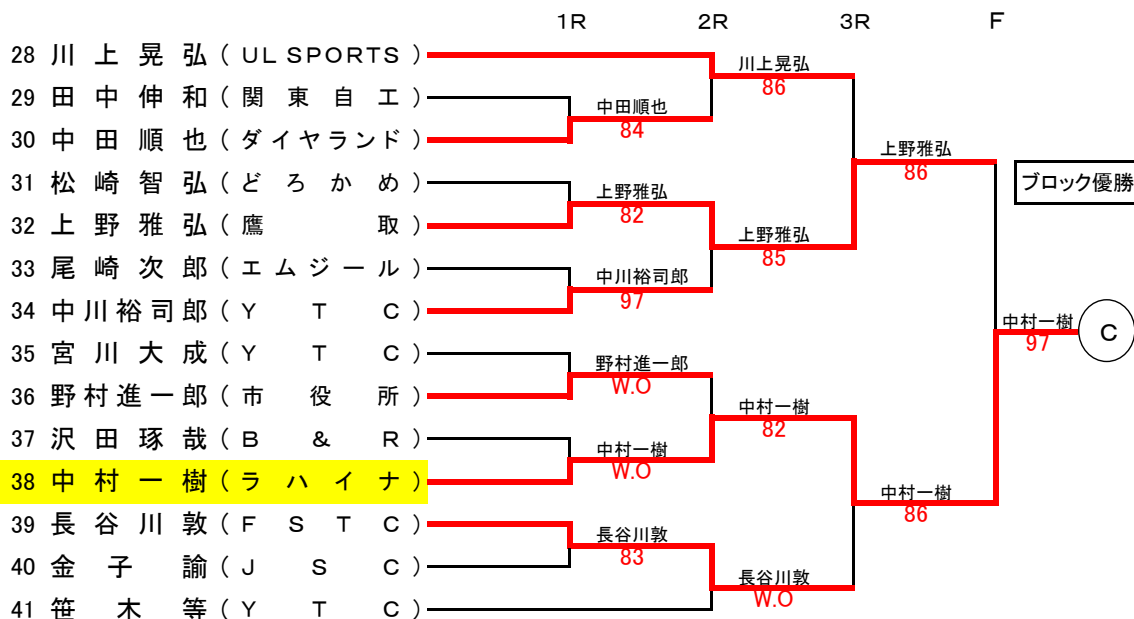 1R 2R 3R F
28 川上晃弘 ( UL SPORTS )
29 田中伸和 ( 関東自工 )
30 中田順也 ( ダイヤランド )
31 松崎智弘 ( どろかめ )
32 上野雅弘 ( 鷹取 )
33 尾崎次郎 ( エムジール )
34 中川裕司郎 ( YTC )
35 宮川大成 ( YTC )
36 野村進一郎 ( 市役所 )
37 沢田琢哉 ( B&R )
38 中村一樹 ( ラハイナ )
39 長谷川敦 ( FSTC )
40 金子諭 ( JSC )
41 笹木等 ( YTC )
中田順也
84
上野雅弘
82
中川裕司郎
97
野村進一郎
W.O
中村一樹
W.O
長谷川敦
83
川上晃弘
86
上野雅弘
85
中村一樹
82
長谷川敦
W.O
上野雅弘
86
中村一樹
86
ブロック優勝
中村一樹
97
C